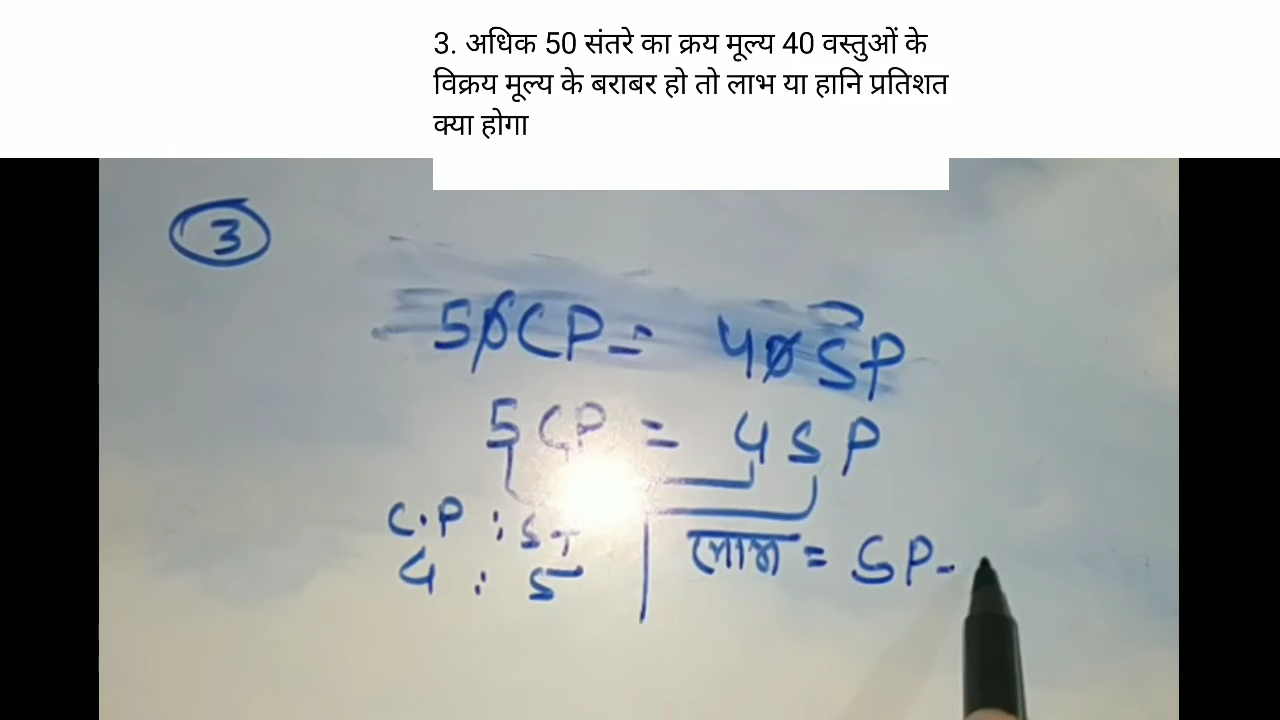 3. अधिक 50 संतरे का क्रय मूल्य 40 वस्तुओं के
विक्रय मूल्य के बराबर हो तो लाभ या हानि प्रतिशत
क्या होगा
3
50CP = 40SP
5CP = 4SP
C.P :
4 : 5
लाभ = SP-